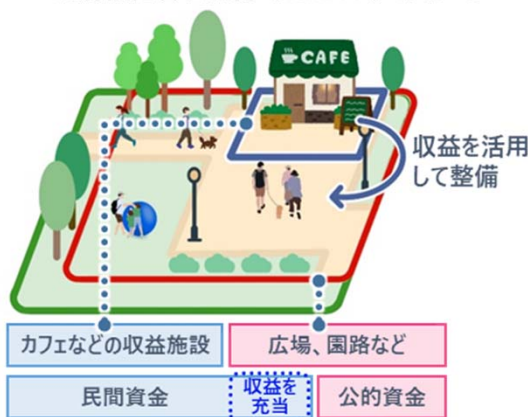 CAFE
収益を活用
して整備
カフェなどの収益施設
広場、園路など
民間資金
収益を
充当
公的資金